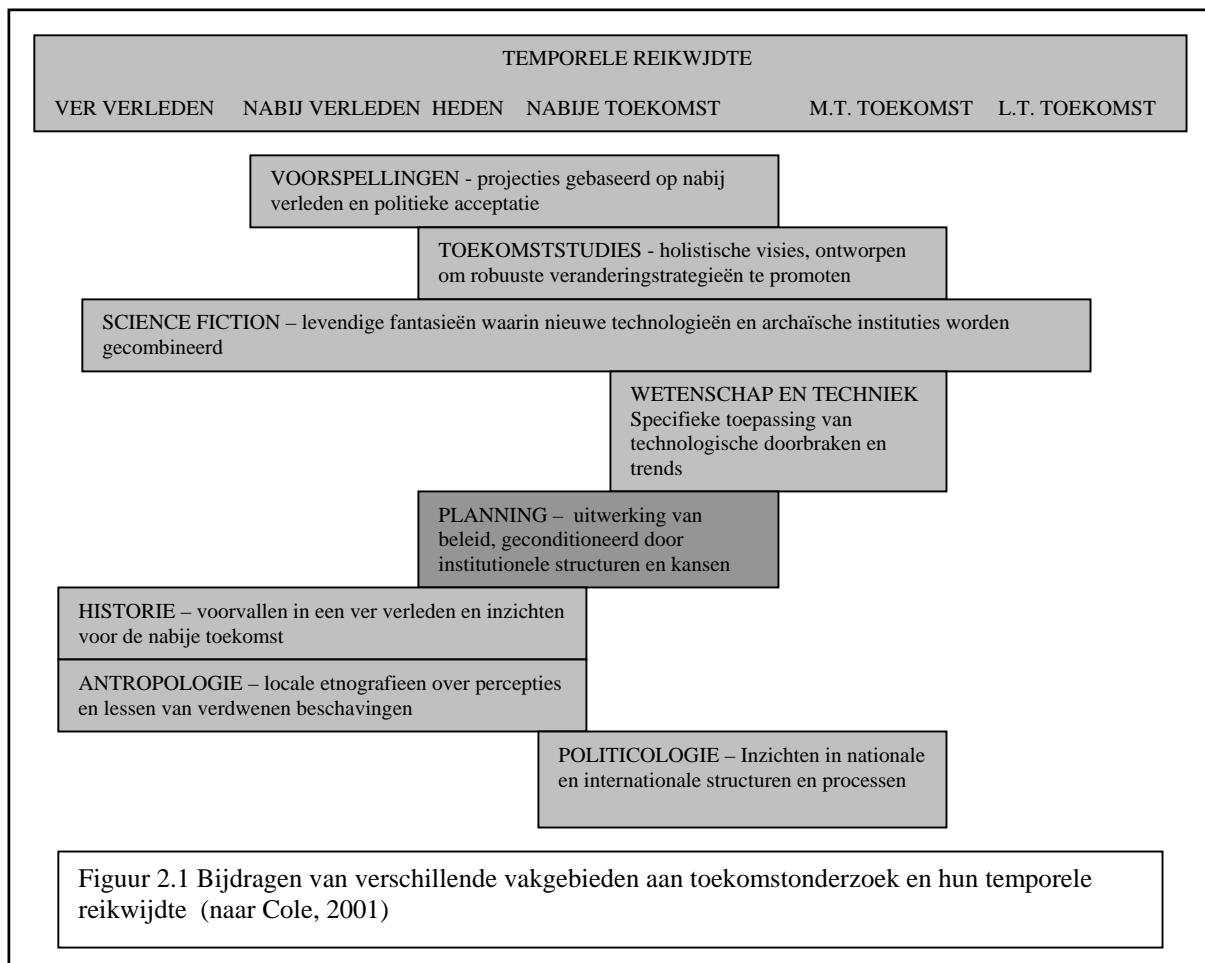 TEMPORELE REIKWJDTE
VER VERLEDEN NABIJ VERLEDEN HEDEN NABIJE TOEKOMST M.T. TOEKOMST L.T. TOEKOMST
VOORSPELLINGEN - projecties gebaseerd op nabij
verleden en politieke acceptatie
TOEKOMSTSTUDIES - holistische visies, ontworpen
om robuuste veranderingstrategieën te promoten
SCIENCE FICTION – levendige fantasieën waarin nieuwe technologieën en archaïsche instituties worden
gecombineerd
WETENSCHAP EN TECHNIEK
Specifieke toepassing van
technologische doorbraken en
trends
PLANNING – uitwerking van
beleid, geconditioneerd door
institutionele structuren en kansen
HISTORIE – voorvallen in een ver verleden en inzichten
voor de nabije toekomst
ANTROPOLOGIE – locale etnografieen over percepties
en lessen van verdwenen beschavingen
POLITICOLOGIE – Inzichten in nationale
en internationale structuren en processen
Figuur 2.1 Bijdragen van verschillende vakgebieden aan toekomstonderzoek en hun temporele
reikwijdte (naar Cole, 2001)